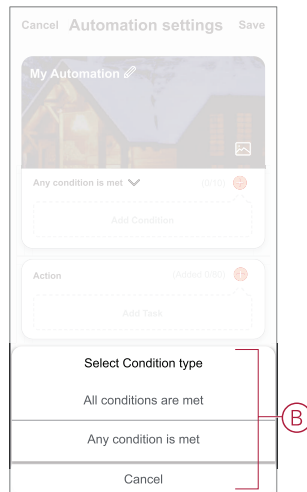 Cancel Automation settings Save
My Automation
Any condition is met (0/10)
Add Condition
Action (Added 0/80)
Add Task
Select Condition type
All conditions are met
B
Any condition is met
Cancel